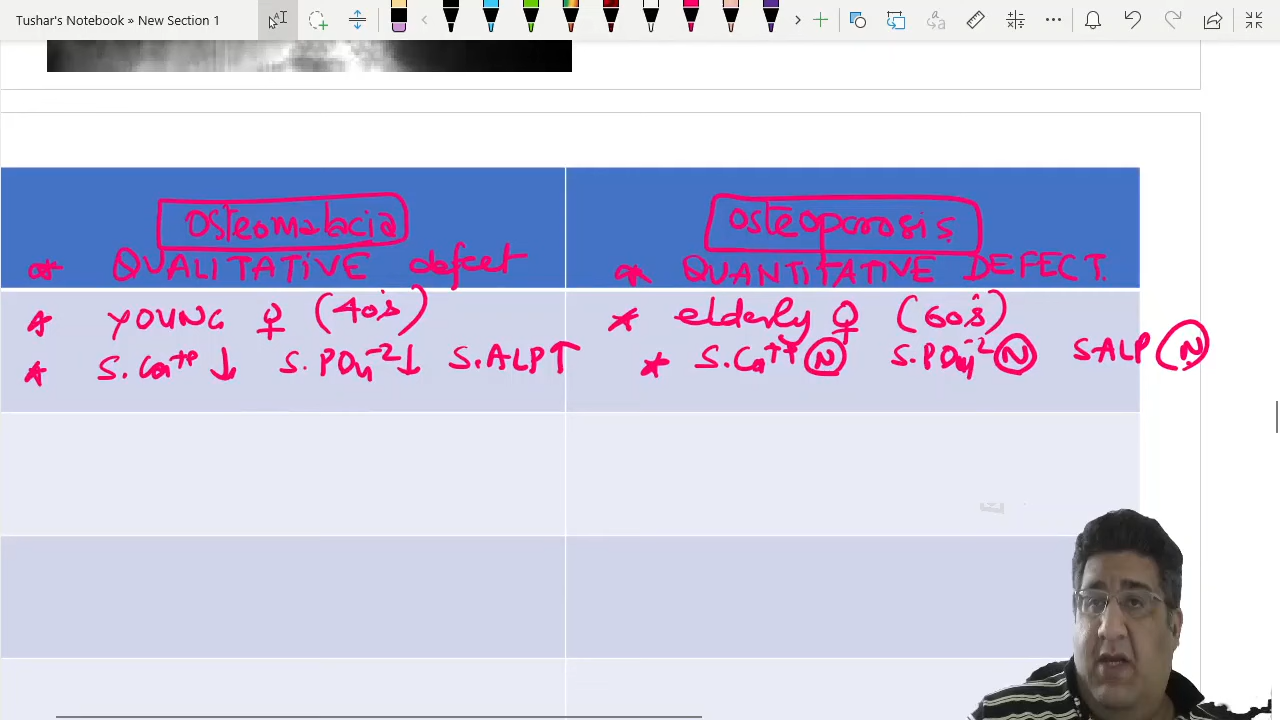 Tushar's Notebook » New Section 1
Osteomalacia
* QUALITATIVE defect
* YOUNG ♀ (40's)
* S.Ca++ ↓ S.PO4-2 ↓ S.ALP↑
Osteoporosis
* QUANTITATIVE DEFECT.
* elderly ♀ (60's)
* S.Ca++ (N) S.PO4-2 (N) SALP (N)